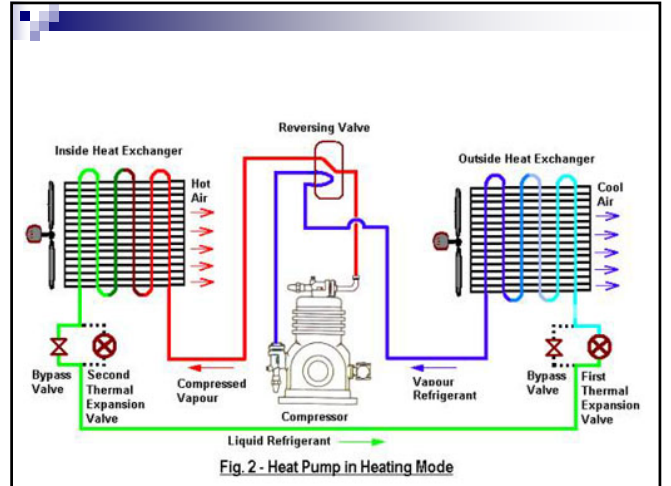 Reversing Valve
Inside Heat Exchanger
Outside Heat Exchanger
Hot
Air
Cool
Air
Bypass
Valve
Second
Thermal
Expansion
Valve
Compressed
Vapour
Compressor
Vapour
Refrigerant
Bypass
Valve
First
Thermal
Expansion
Valve
Liquid Refrigerant
Fig. 2 - Heat Pump in Heating Mode